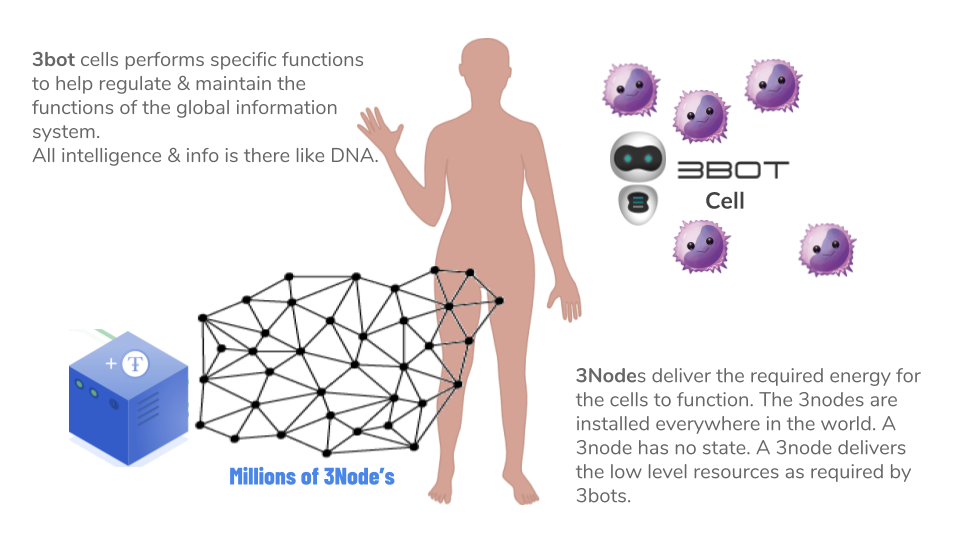 3bot cells performs specific functions
to help regulate & maintain the
functions of the global information
system.
All intelligence & info is there like DNA.
3BOT
Cell
+ Ŧ
Millions of 3Node's
3Nodes deliver the required energy for
the cells to function. The 3nodes are
installed everywhere in the world. A
3node has no state. A 3node delivers
the low level resources as required by
3bots.